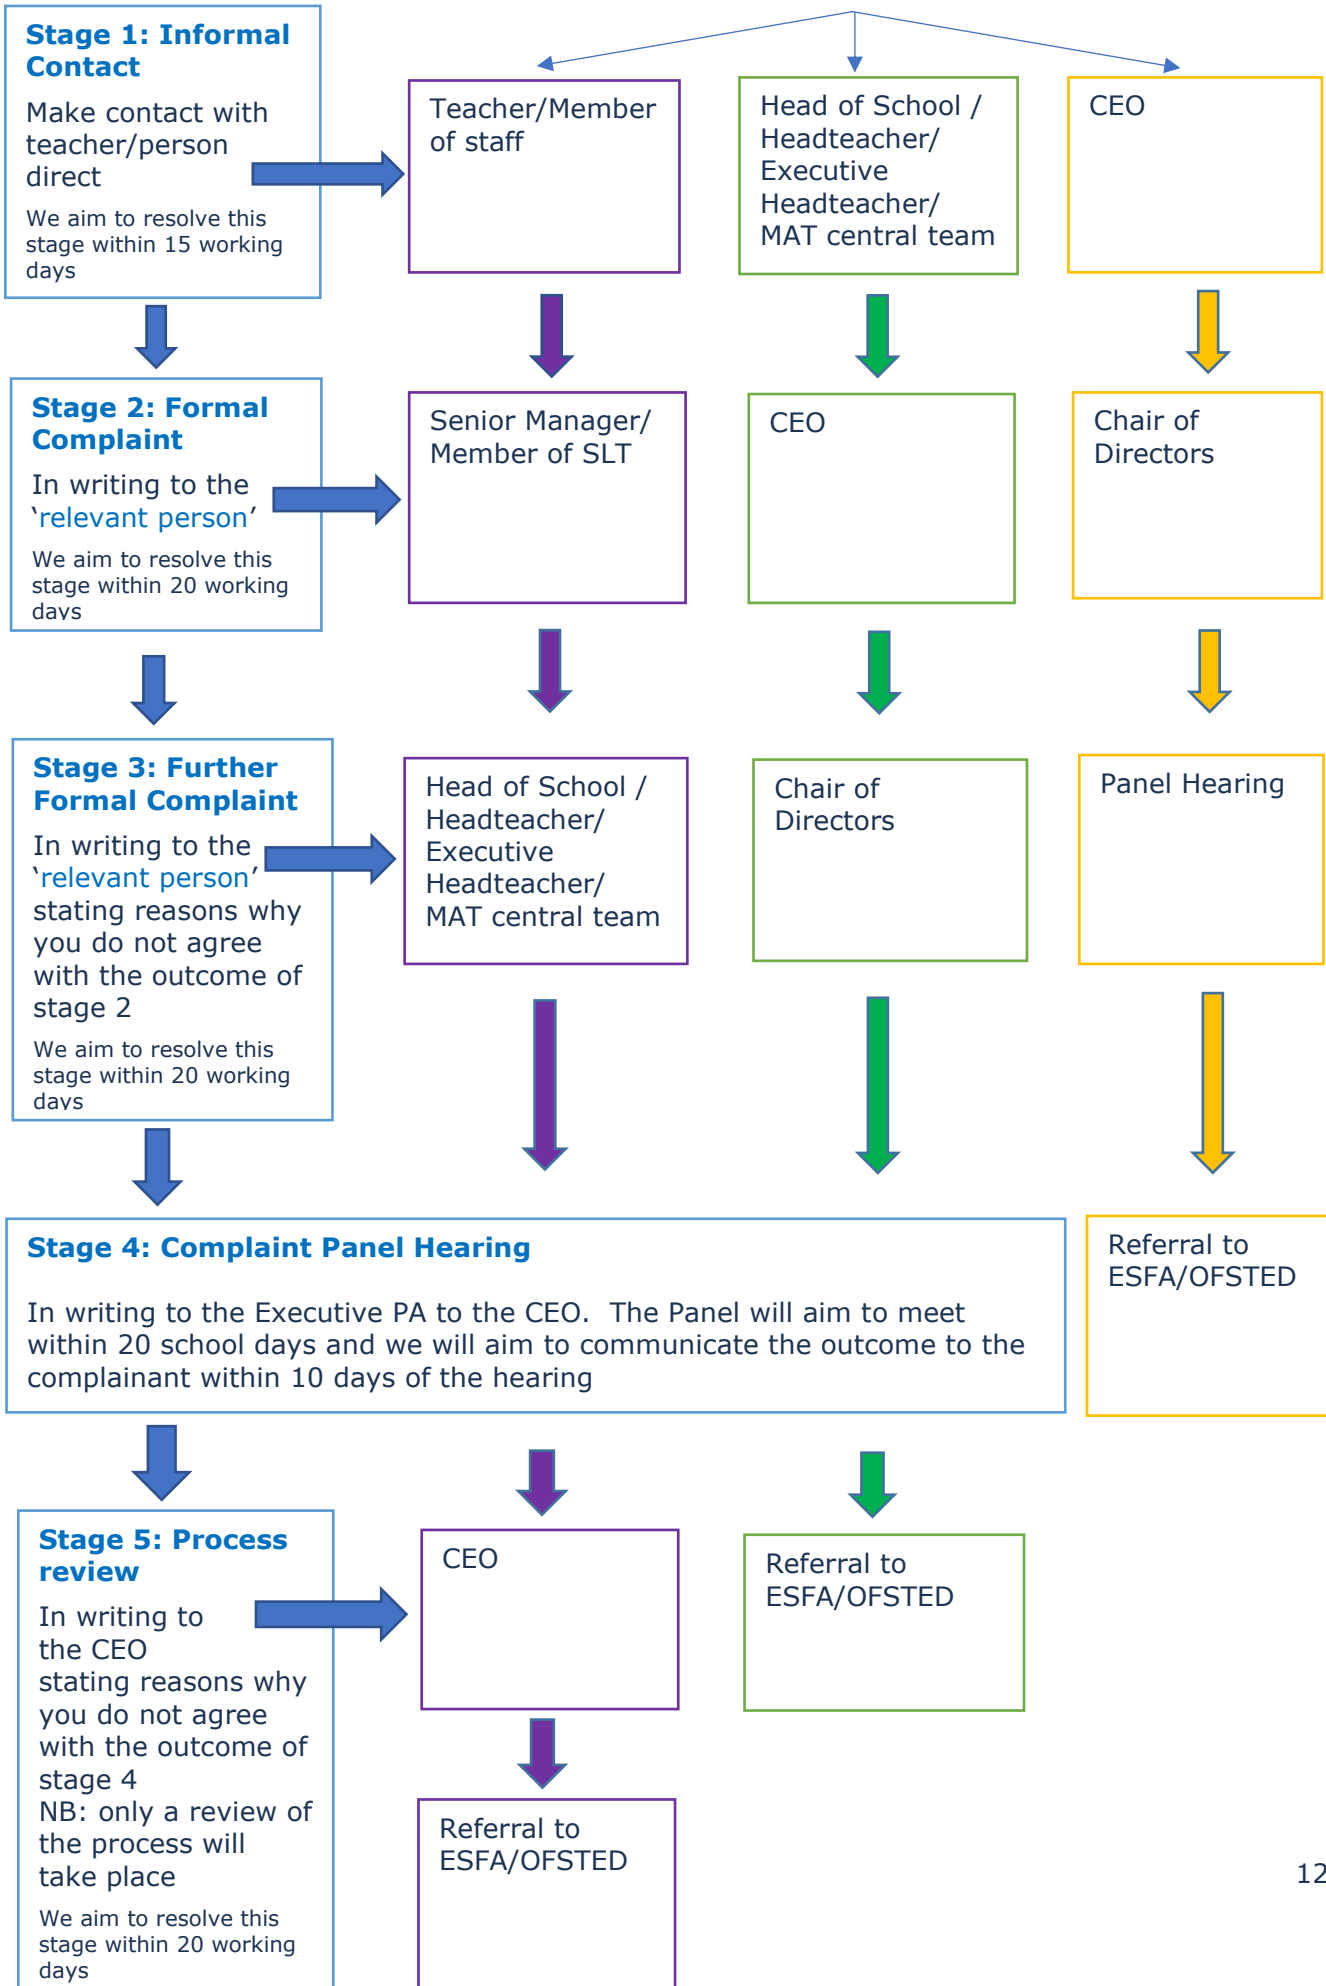 Stage 1: Informal
Contact
Make contact with
teacher/person
direct
We aim to resolve this
stage within 15 working
days
Teacher/Member
of staff
Head of School /
Headteacher/
Executive
Headteacher/
MAT central team
CEO
Stage 2: Formal
Complaint
In writing to the
‘relevant person’
We aim to resolve this
stage within 20 working
days
Senior Manager/
Member of SLT
CEO
Chair of
Directors
Stage 3: Further
Formal Complaint
In writing to the
‘relevant person’
stating reasons why
you do not agree
with the outcome of
stage 2
We aim to resolve this
stage within 20 working
days
Head of School /
Headteacher/
Executive
Headteacher/
MAT central team
Chair of
Directors
Panel Hearing
Stage 4: Complaint Panel Hearing
In writing to the Executive PA to the CEO.  The Panel will aim to meet
within 20 school days and we will aim to communicate the outcome to the
complainant within 10 days of the hearing
Referral to
ESFA/OFSTED
Stage 5: Process
review
In writing to
the CEO
stating reasons why
you do not agree
with the outcome of
stage 4
NB: only a review of
the process will
take place
We aim to resolve this
stage within 20 working
days
CEO
Referral to
ESFA/OFSTED
Referral to
ESFA/OFSTED
12